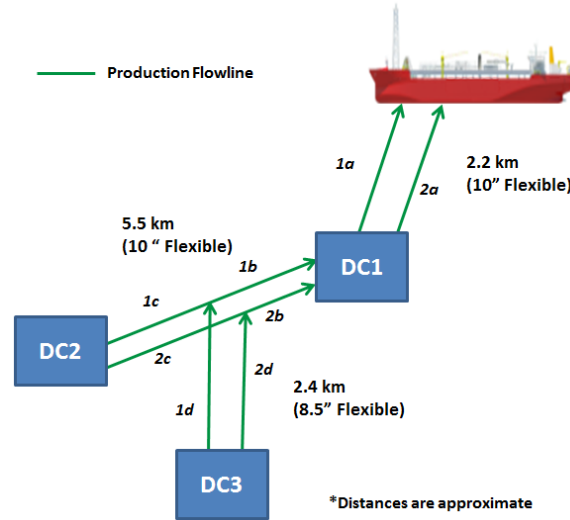 Production Flowline
1a
2a
2.2 km
(10” Flexible)
5.5 km
(10 “ Flexible)
1b
DC1
1c
2b
DC2
2c
2d
2.4 km
(8.5” Flexible)
1d
DC3
*Distances are approximate